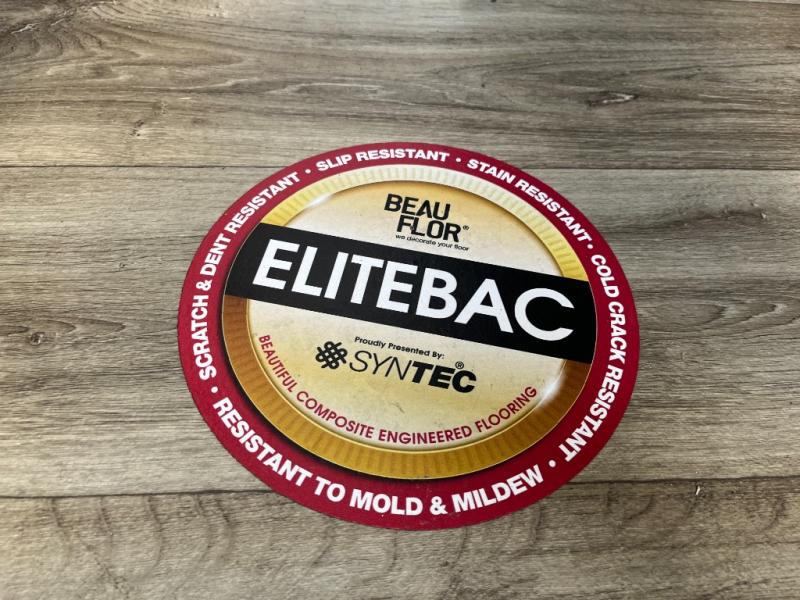 • SCRATCH & DENT RESISTANT • SLIP RESISTANT • STAIN RESISTANT • COLD CRACK RESISTANT •
RESISTANT TO MOLD & MILDEW
BEAU
FLOR®
we decorate your floor
ELITEBAC
Proudly Presented By:
SYNTEC®
BEAUTIFUL COMPOSITE ENGINEERED FLOORING